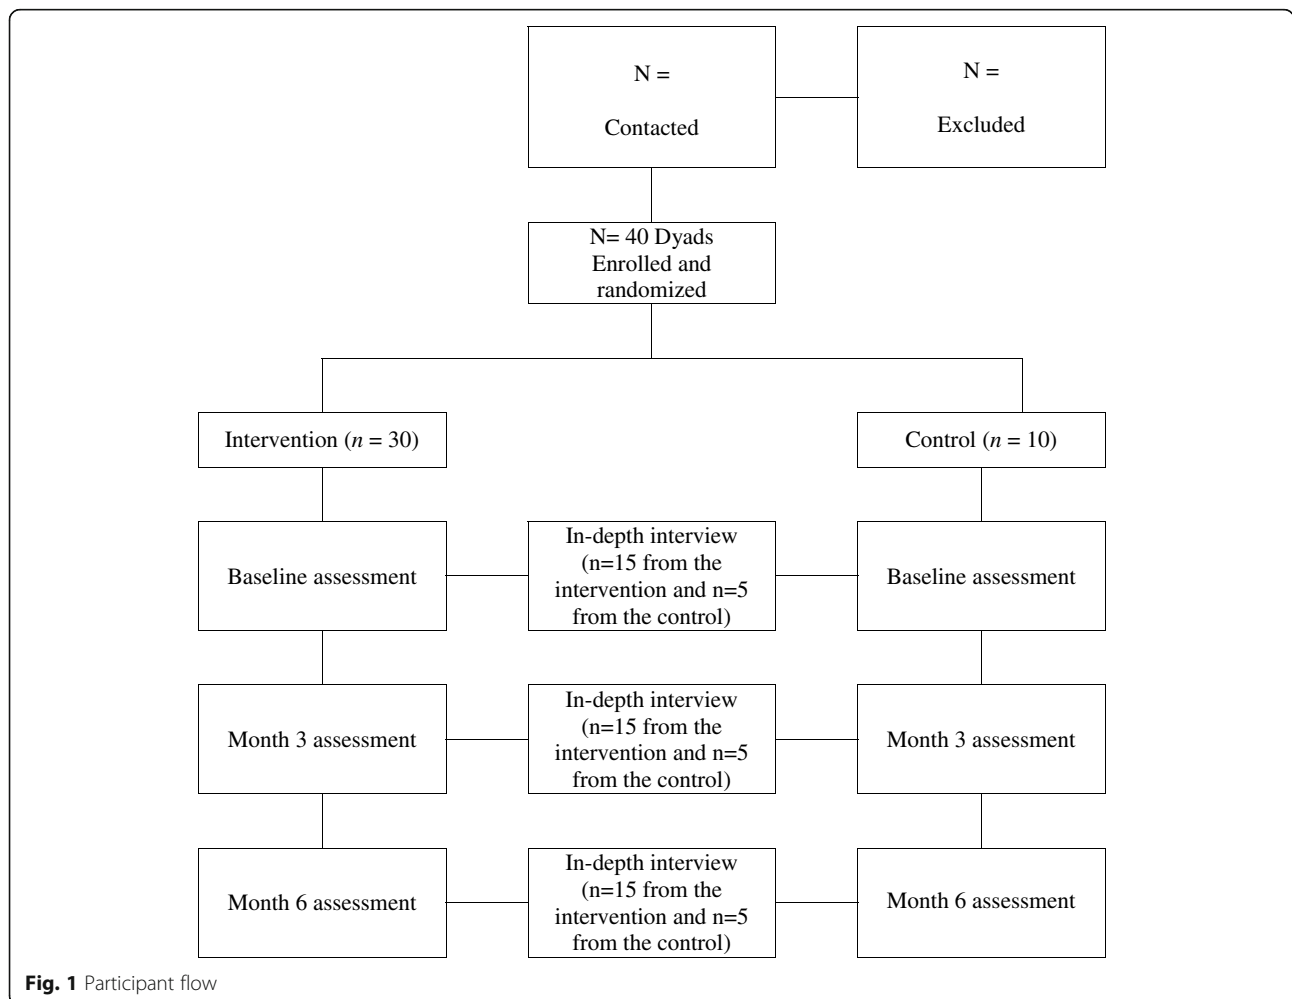 N =
Contacted
N =
Excluded
N= 40 Dyads
Enrolled and
randomized
Intervention (n = 30)
Control (n = 10)
Baseline assessment
In-depth interview
(n=15 from the
intervention and n=5
from the control)
Baseline assessment
Month 3 assessment
In-depth interview
(n=15 from the
intervention and n=5
from the control)
Month 3 assessment
Month 6 assessment
In-depth interview
(n=15 from the
intervention and n=5
from the control)
Month 6 assessment
Fig. 1 Participant flow